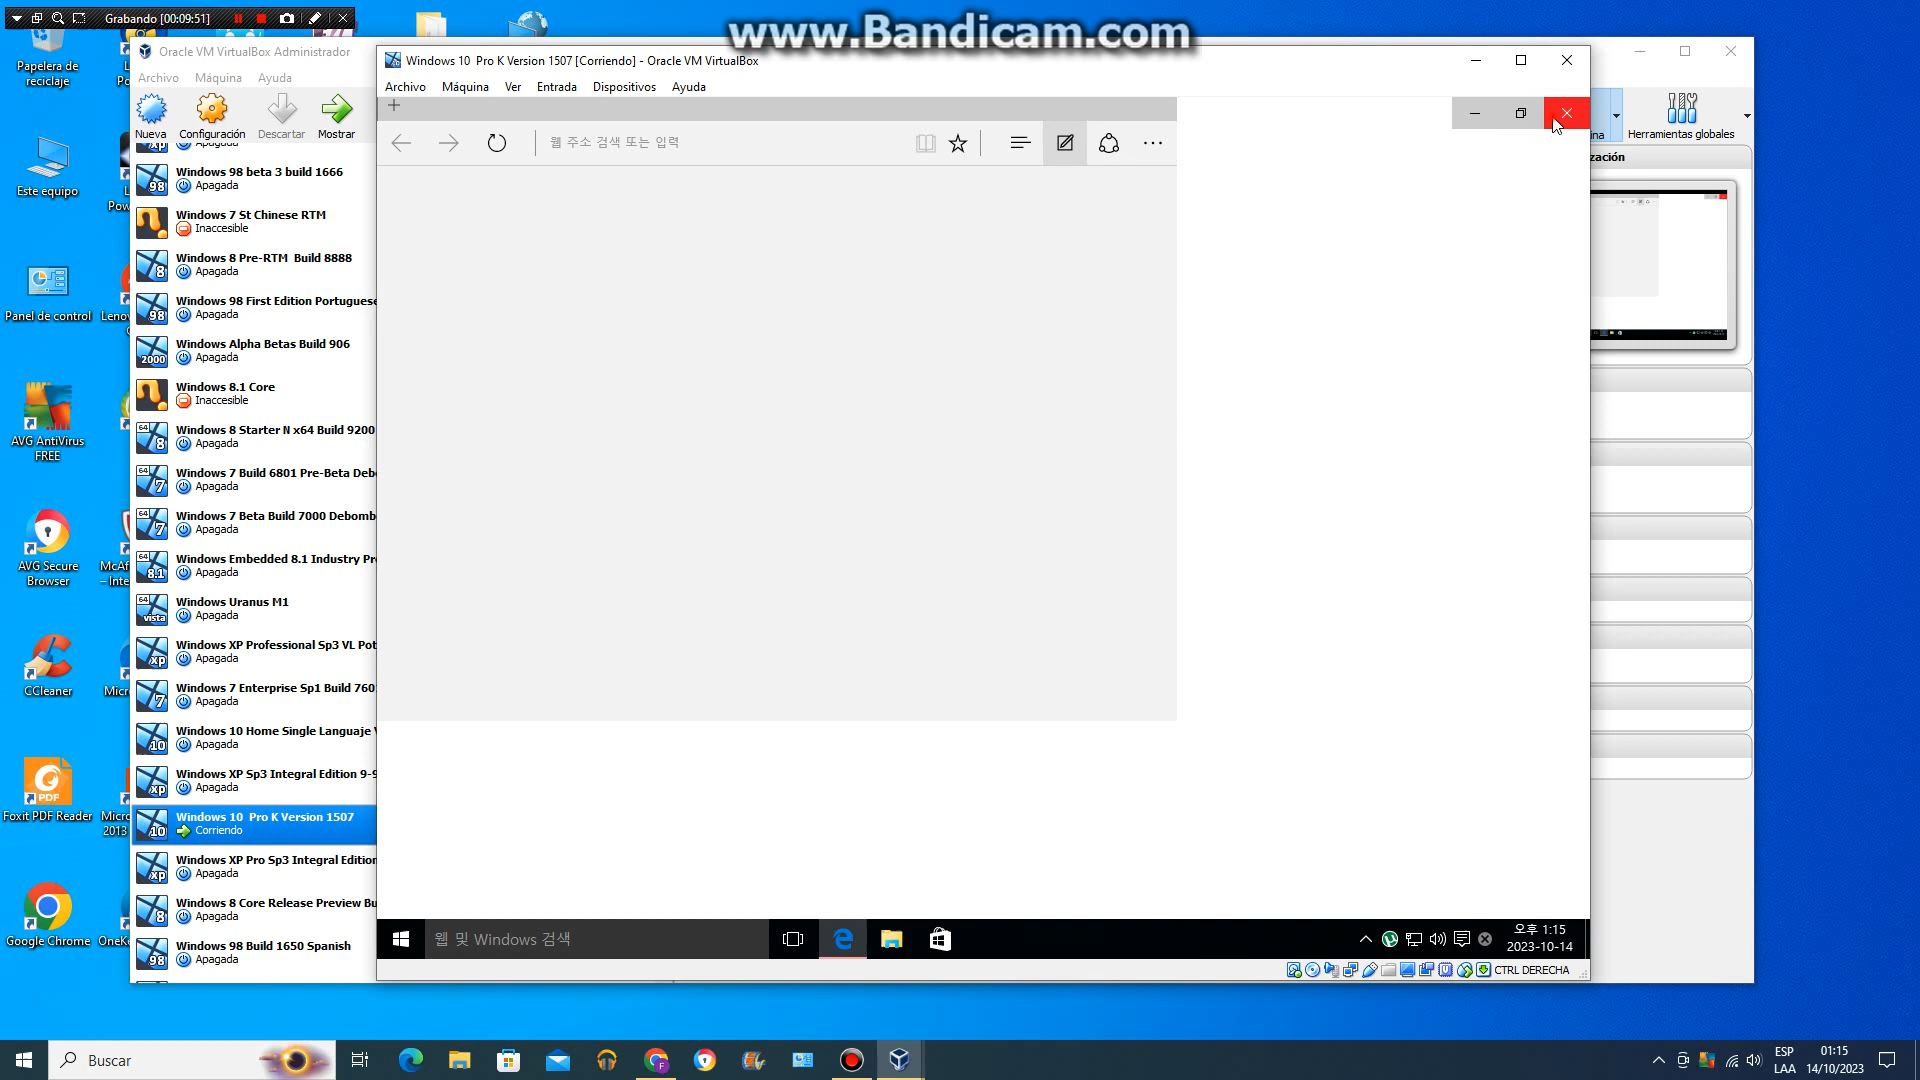 Grabando [00:09:51]
www.Bandicam.com
Papelera de
reciclaje
Este equipo
Panel de control
AVG AntiVirus
FREE
AVG Secure
Browser
CCleaner
Foxit PDF Reader
Google Chrome
Oracle VM VirtualBox Administrador
Archivo Máquina Ayuda
Nueva Configuración Descartar Mostrar
Apagada
Windows 98 beta 3 build 1666
Apagada
Windows 7 St Chinese RTM
Inaccesible
Windows 8 Pre-RTM Build 8888
Apagada
Windows 98 First Edition Portuguese
Apagada
Windows Alpha Betas Build 906
Apagada
Windows 8.1 Core
Inaccesible
Windows 8 Starter N x64 Build 9200
Apagada
Windows 7 Build 6801 Pre-Beta Deb
Apagada
Windows 7 Beta Build 7000 Debomb
Apagada
Windows Embedded 8.1 Industry Pr
Apagada
Windows Uranus M1
Apagada
Windows XP Professional Sp3 VL Pot
Apagada
Windows 7 Enterprise Sp1 Build 760
Apagada
Windows 10 Home Single Languaje
Apagada
Windows XP Sp3 Integral Edition 9-9
Apagada
Windows 10 Pro K Version 1507
Corriendo
Windows XP Pro Sp3 Integral Edition
Apagada
Windows 8 Core Release Preview Bu
Apagada
Windows 98 Build 1650 Spanish
Apagada
Windows 10 Pro K Version 1507 [Corriendo] - Oracle VM VirtualBox
Archivo Máquina Ver Entrada Dispositivos Ayuda
웹 주소 검색 또는 입력
Herramientas globales
zación
웹 및 Windows 검색
오후 1:15
2023-10-14
CTRL DERECHA
Buscar
ESP
LAA
01:15
14/10/2023